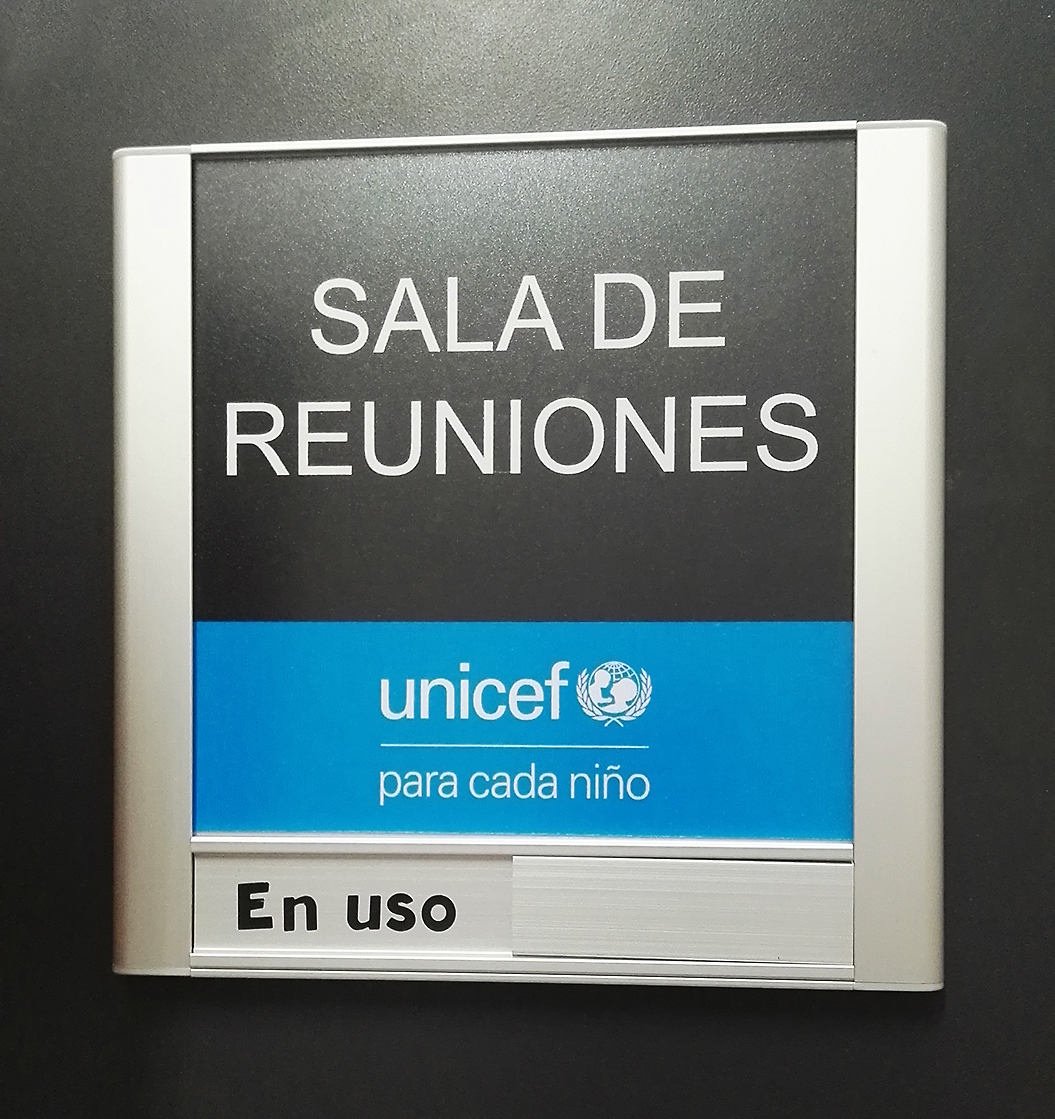 SALA DE
REUNIONES
unicef
para cada niño
En uso